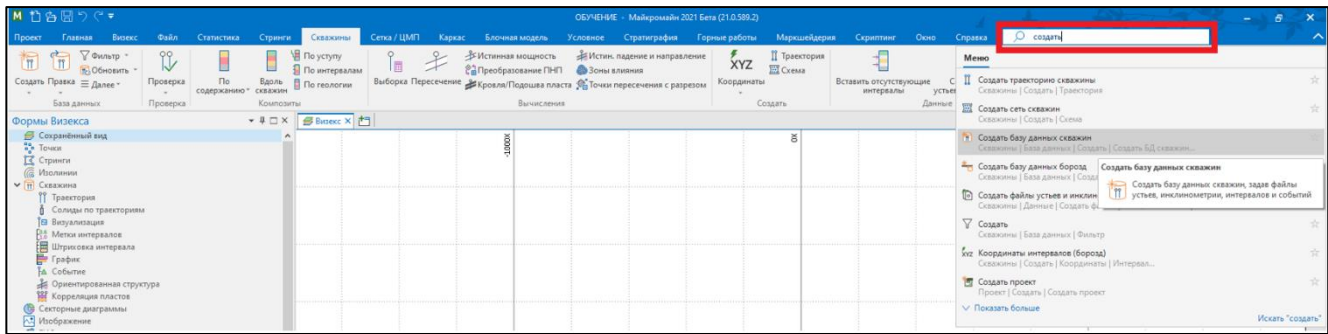 ОБУЧЕНИЕ - Майкромайн 2021 Бета (21.0.589.2)
Проект Главная Визекс Файл Статистика Стринги Скважины Сетка / ЦМП Каркас Блочная модель Условное Стратиграфия Горные работы Маркшейдерия Скриптинг Окно Справка создать
Фильтр По уступу Истинная мощность Истин. падение и направление Траектория Меню
Обновить По интервалам Преобразование ПНП Зоны влияния Схема
Создать Правка Далее Проверка По содержанию Вдоль скважин По геологии Выборка Пересечение Кровля/Подошва пласта Точки пересечения с разрезом XYZ Координаты Вставить отсутствующие интервалы
База данных Проверка Композиты Вычисления Создать Данные
Создать траекторию скважины
Скважины | Создать | Траектория
Создать сеть скважин
Скважины | Создать | Схема
Создать базу данных скважин
Скважины | База данных | Создать | Создать БД скважин...
Создать базу данных борозд
Скважины | База данных | Созда
Создать файлы устьев и инклин
Скважины | Данные | Создать ф
Создать базу данных скважин
Создать базу данных скважин, задав файлы
устьев, инклинометрии, интервалов и событий
Создать
Скважины | База данных | Фильтр
XYZ Координаты интервалов (борозд)
Скважины | Создать | Координаты | Интервал...
Создать проект
Проект | Создать | Создать проект
Показать больше
Искать "создать"
Формы Визекса
Визекс
Сохранённый вид
Точки
Стринги
Изолинии
Скважина
Траектория
Солиды по траекториям
Визуализация
Метки интервалов
Штриховка интервала
График
Событие
Ориентированная структура
Корреляция пластов
Секторные диаграммы
Изображение
-1000X
0X